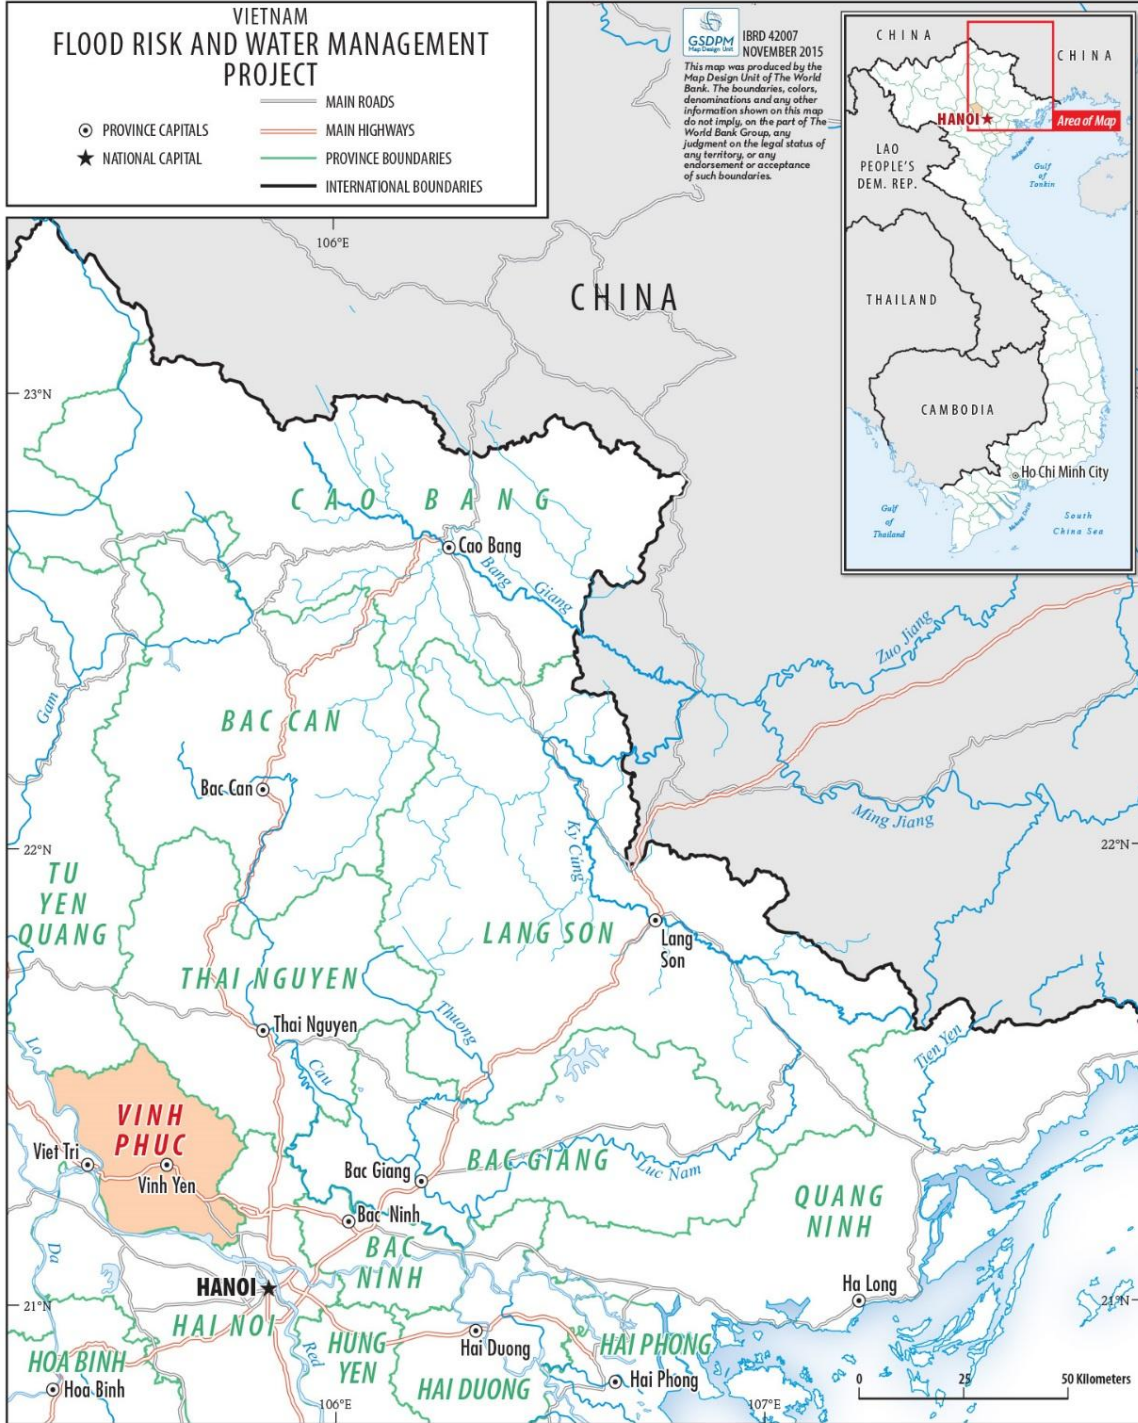 VIETNAM
FLOOD RISK AND WATER MANAGEMENT
PROJECT
MAIN ROADS
PROVINCE CAPITALS
MAIN HIGHWAYS
NATIONAL CAPITAL
PROVINCE BOUNDARIES
INTERNATIONAL BOUNDARIES
GSDPM
Map Design Unit
IBRD 42007
NOVEMBER 2015
This map was produced by the
Map Design Unit of The World
Bank. The boundaries, colors,
denominations and any other
information shown on this map
do not imply, on the part of The
World Bank Group, any
judgment on the legal status of
any territory, or any
endorsement or acceptance
of such boundaries.
CHINA
CHINA
HANOI
Area of Map
LAO
PEOPLE'S
DEM. REP.
Gulf
of
Tonkin
THAILAND
CAMBODIA
Ho Chi Minh City
Gulf
of
Thailand
Mekong Delta
South
China Sea
106°E
CHINA
23°N
CAO BANG
Cao Bang
Bang Giang
Zuo Jiang
Gam
BAC CAN
Bac Can
Ming Jiang
Ky Cung
22°N
22°N
TU
YEN
QUANG
LANG SON
Lang
Son
THAI NGUYEN
Thai Nguyen
Thuong
Tien Yen
Lo
Cau
VINH
PHUC
Viet Tri
Vinh Yen
Bac Giang
BAC GIANG
Luc Nam
QUANG
NINH
Bac Ninh
BAC
NINH
Da
HANOI
Ha Long
21°N
21°N
HAI NOI
HUNG
YEN
Red
Hai Duong
HAI PHONG
HOA BINH
Hoa Binh
HAI DUONG
Hai Phong
0
25
50 Kilometers
106°E
107°E